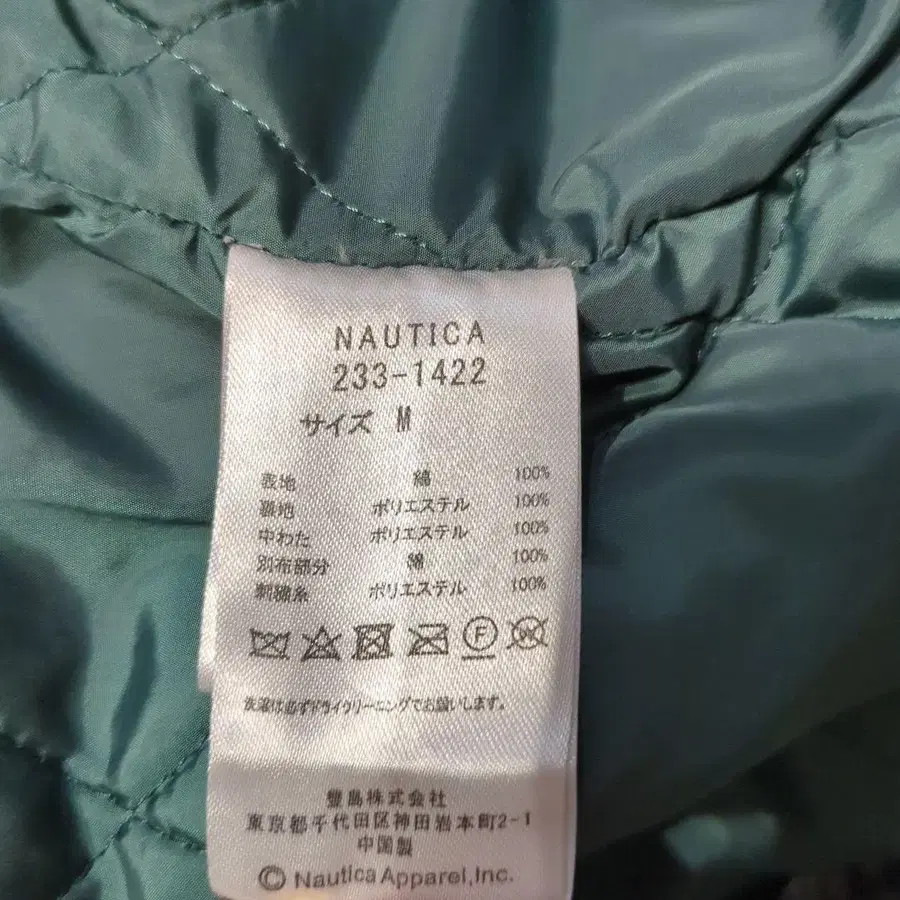 NAUTICA
233-1422
サイズ M
表地 綿 100%
裏地 ポリエステル 100%
中わた ポリエステル 100%
別布部分 綿 100%
刺繍糸 ポリエステル 100%
F
W
洗濯は必ずドライクリーニングでお願いします。
豊島株式会社
東京都千代田区神田岩本町2-1
中国製
© Nautica Apparel,Inc.